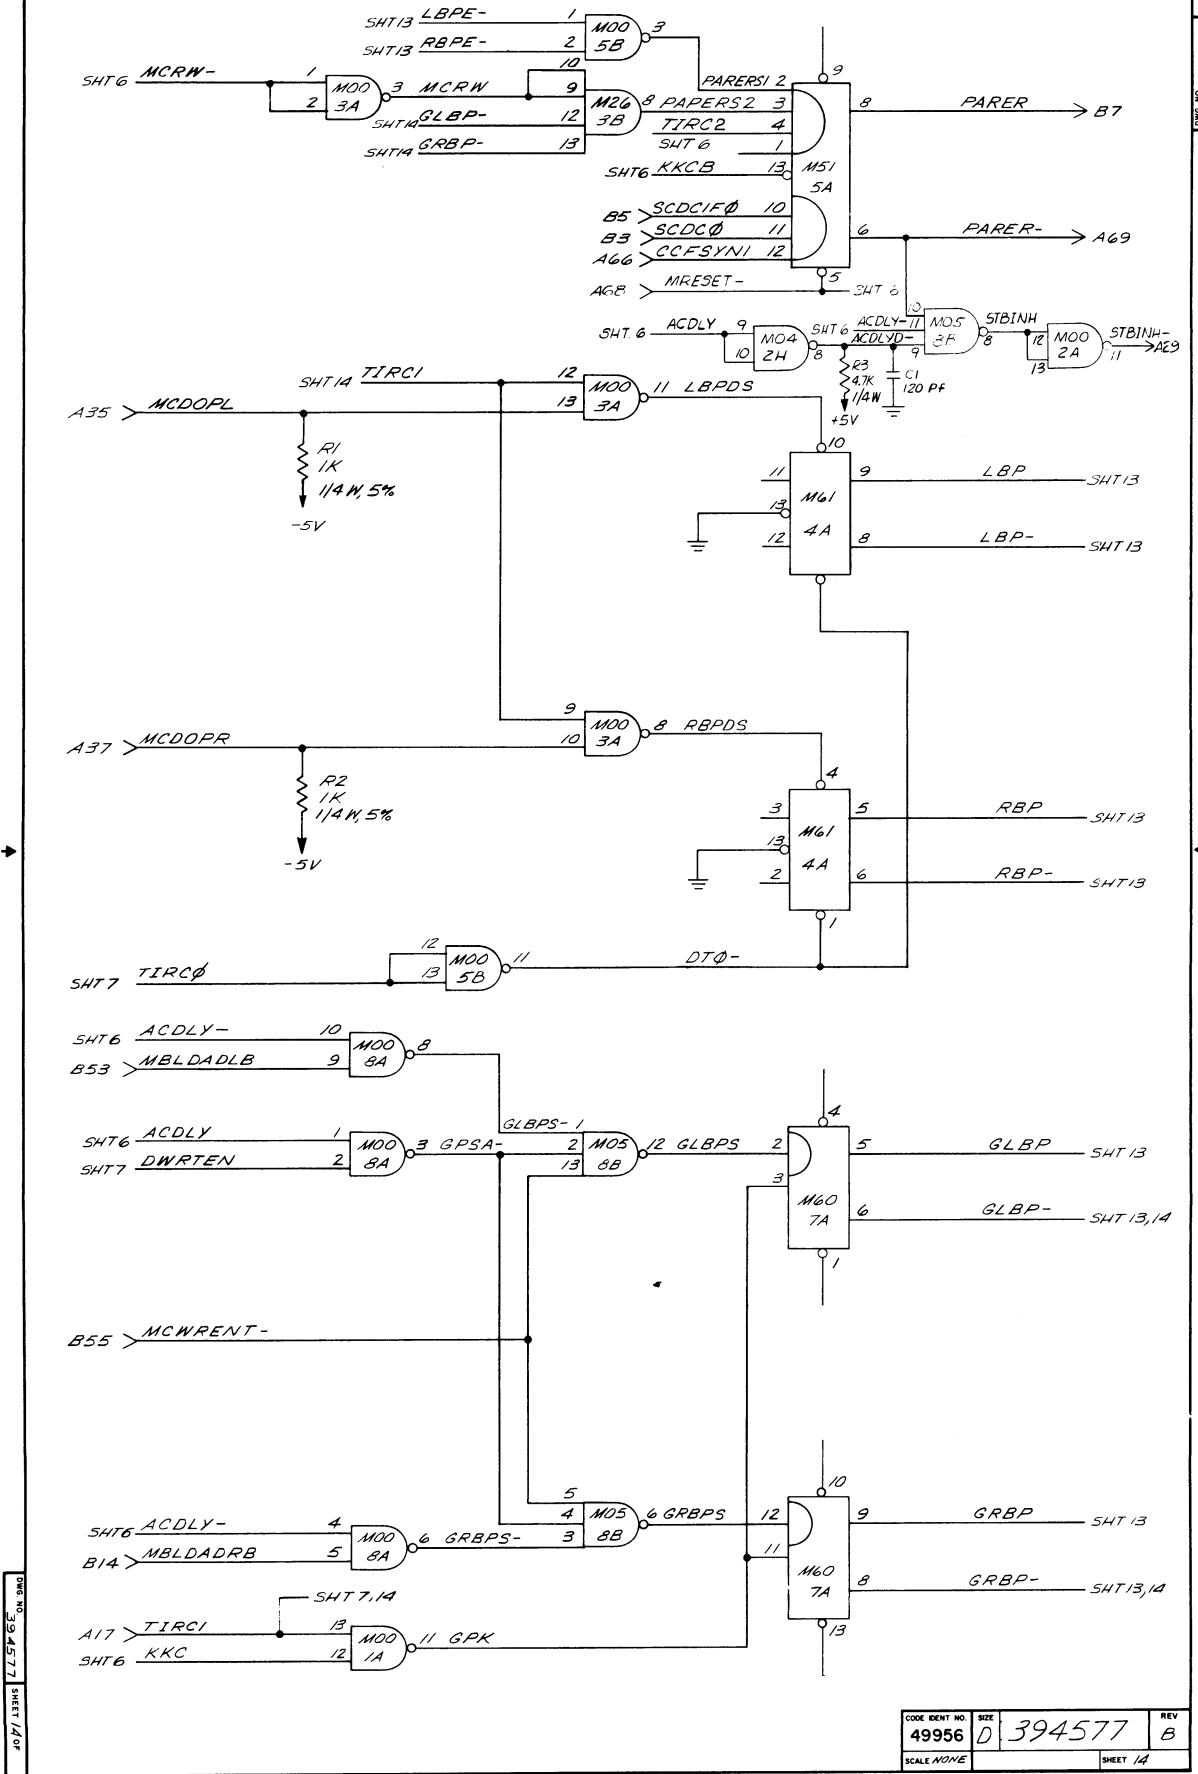 SHT13 LBPE- 1
SHT13 RBPE- 2
M00
5B
3
SHT6 MCRW- 1
2
M00
3A
3 MCRW
10
9
SHT14 GLBP- 12
SHT14 GRBP- 13
M26
3B
8 PAPERS2 3
PARERS1 2
TIRC2 4
SHT 6 1
SHT6 KKCB 13
B5 SCDC1FØ 10
B3 SCDCØ 11
A66 CCFSYN1 12
A68 MRESET- SHT 6
9
M51
5A
5
8 PARER B7
6 PARER- A69
SHT. 6 ACDLY 9
10
M04
2H
8
SHT 6 ACDLY- 11
ACDLYD- 9
10
M05
3B
8
STBINH
12
13
M00
2A
11
STBINH-
A29
R3
4.7K
1/4W
+5V
C1
120 Pf
SHT14 TIRC1 12
A35 MCDOPL 13
M00
3A
11 LBPDS
R1
1K
1/4W, 5%
-5V
10
11
13
12
M61
4A
9 LBP SHT13
8 LBP- SHT13
9
A37 MCDOPR 10
M00
3A
8 RBPDS
R2
1K
1/4W, 5%
-5V
4
3
13
2
M61
4A
1
5 RBP SHT13
6 RBP- SHT13
SHT7 TIRCØ
12
13
M00
5B
11 DTØ-
SHT6 ACDLY- 10
B53 MBLDADLB 9
M00
8A
8
SHT6 ACDLY 1
SHT7 DWRTEN 2
M00
8A
3 GPSA-
GLBPS- 1
2
13
M05
8B
12 GLBPS 2
3
4
M60
7A
1
5 GLBP SHT13
6 GLBP- SHT 13,14
B55 MCWRENT-
5
4
3
M05
8B
6 GRBPS 12
11
10
M60
7A
13
9 GRBP SHT13
8 GRBP- SHT13,14
SHT6 ACDLY- 4
B14 MBLDADRB 5
M00
8A
6 GRBPS-
SHT 7,14
A17 TIRC1 13
SHT6 KKC 12
M00
1A
11 GPK
DWG. NO. 394577 SHEET 14 OF
CODE IDENT NO. 49956
SIZE D
394577
REV B
SCALE NONE
SHEET 14